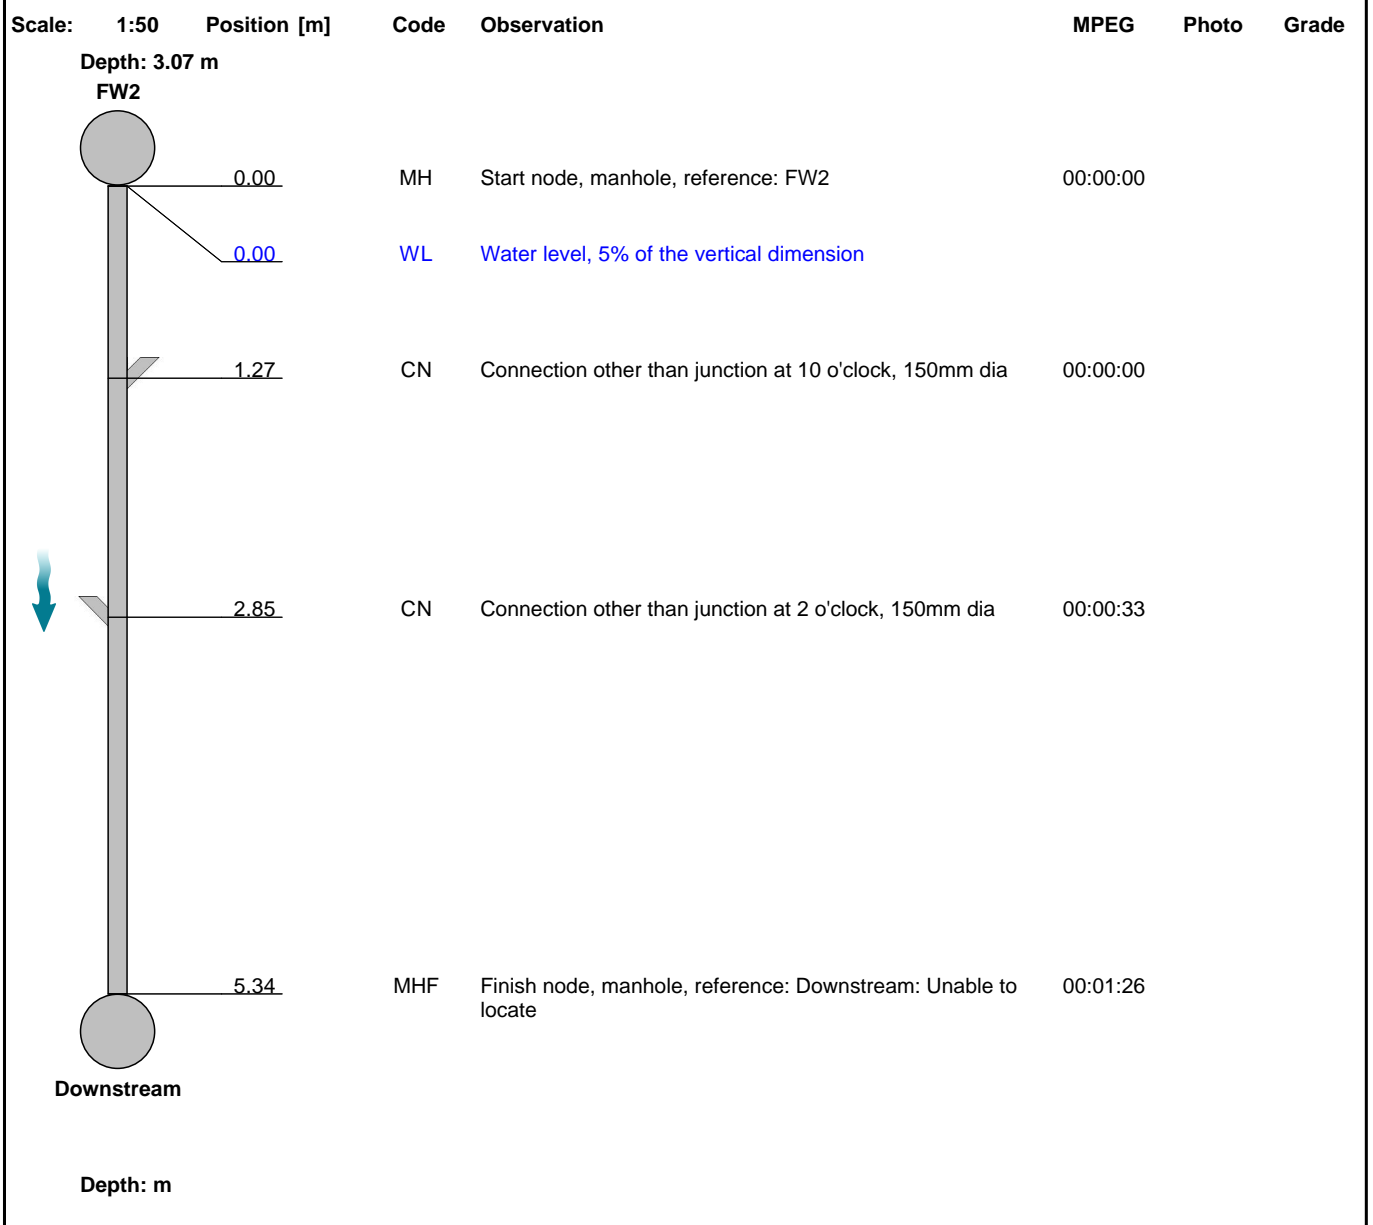 Scale: 1:50 Position [m] Code Observation MPEG Photo Grade
Depth: 3.07 m
FW2
0.00 MH Start node, manhole, reference: FW2 00:00:00
0.00 WL Water level, 5% of the vertical dimension
1.27 CN Connection other than junction at 10 o'clock, 150mm dia 00:00:00
2.85 CN Connection other than junction at 2 o'clock, 150mm dia 00:00:33
5.34 MHF Finish node, manhole, reference: Downstream: Unable to 00:01:26
locate
Downstream
Depth: m